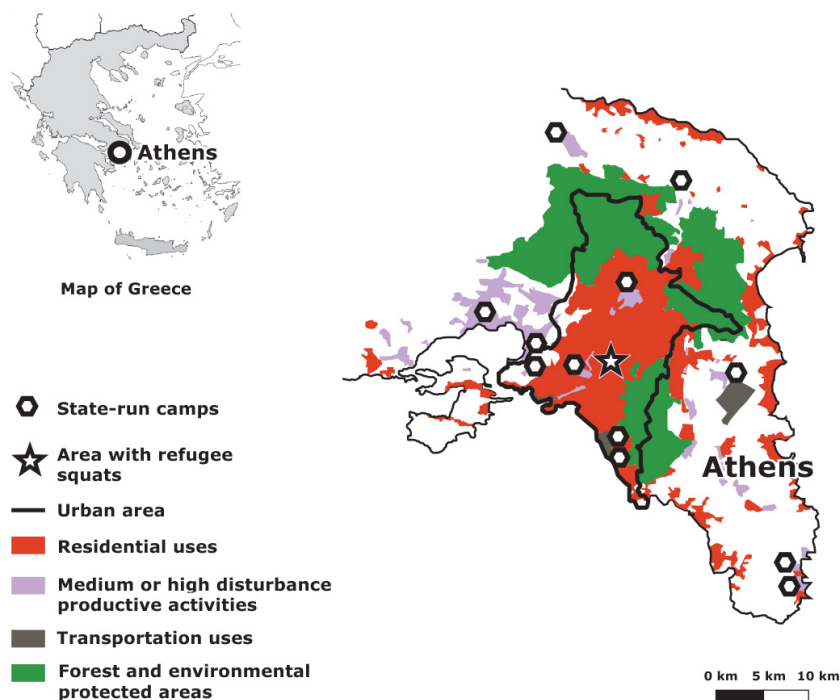 Athens
Map of Greece
State-run camps
Area with refugee
squats
Urban area
Residential uses
Medium or high disturbance
productive activities
Transportation uses
Forest and environmental
protected areas
Athens
0 km 5 km 10 km